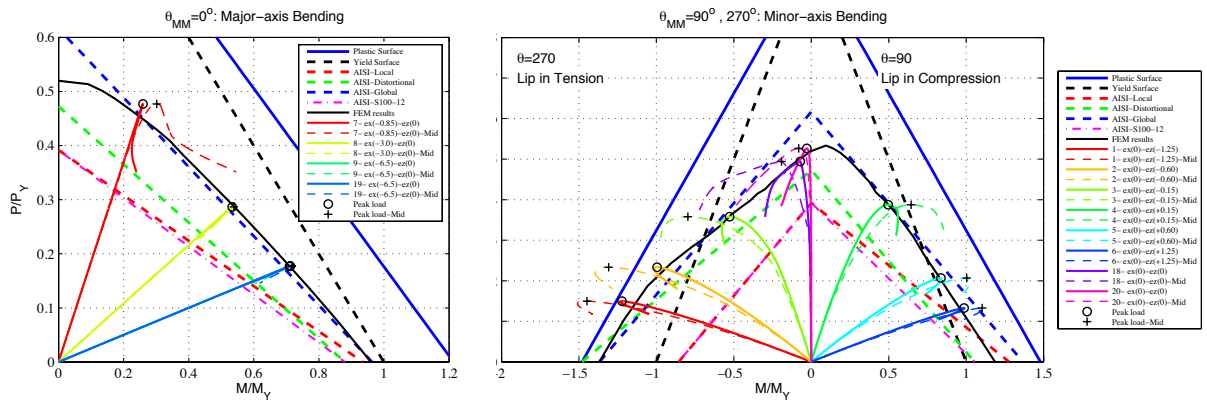 θMM=0o: Major-axis Bending
P/PY
0.6
0.5
0.4
0.3
0.2
0.1
0
0 0.2 0.4 0.6 0.8 1 1.2
M/MY
Plastic Surface
Yield Surface
AISI-Local
AISI-Distortional
AISI-Global
AISI-S100-12
FEM results
7- ex(-0.85)-ez(0)
7- ex(-0.85)-ez(0)-Mid
8- ex(-3.0)-ez(0)
8- ex(-3.0)-ez(0)-Mid
9- ex(-6.5)-ez(0)
9- ex(-6.5)-ez(0)-Mid
19- ex(-6.5)-ez(0)
19- ex(-6.5)-ez(0)-Mid
Peak load
Peak load-Mid
θMM=90o , 270o: Minor-axis Bending
θ=270
Lip in Tension
θ=90
Lip in Compression
-2 -1.5 -1 -0.5 0 0.5 1 1.5
M/MY
Plastic Surface
Yield Surface
AISI-Local
AISI-Distortional
AISI-Global
AISI-S100-12
FEM results
1- ex(0)-ez(-1.25)
1- ex(0)-ez(-1.25)-Mid
2- ex(0)-ez(-0.60)
2- ex(0)-ez(-0.60)-Mid
3- ex(0)-ez(-0.15)
3- ex(0)-ez(-0.15)-Mid
4- ex(0)-ez(+0.15)
4- ex(0)-ez(+0.15)-Mid
5- ex(0)-ez(+0.60)
5- ex(0)-ez(+0.60)-Mid
6- ex(0)-ez(+1.25)
6- ex(0)-ez(+1.25)-Mid
18- ex(0)-ez(0)
18- ex(0)-ez(0)-Mid
20- ex(0)-ez(0)
20- ex(0)-ez(0)-Mid
Peak load
Peak load-Mid